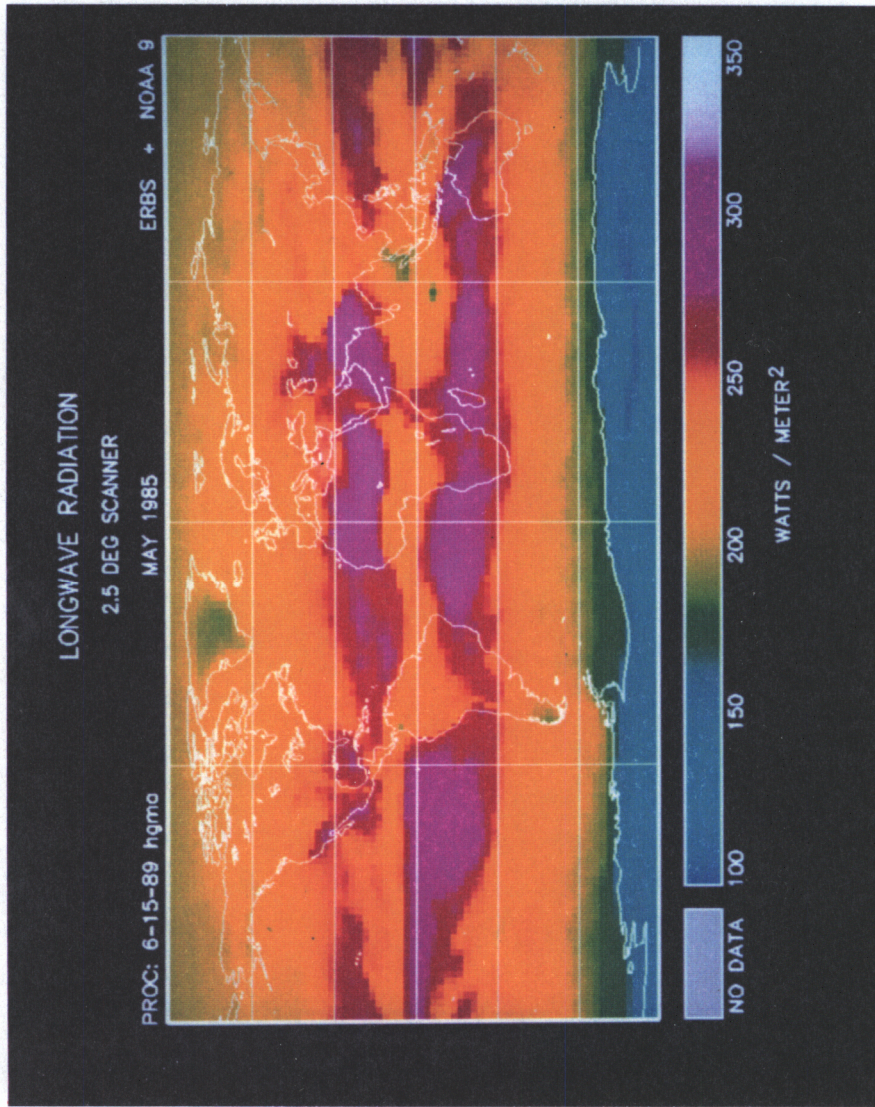 LONGWAVE RADIATION
2.5 DEG SCANNER
PROC: 6-15-89 hgma MAY 1985 ERBS + NOAA 9
NO DATA 100 150 200 250 300 350
WATTS / METER²